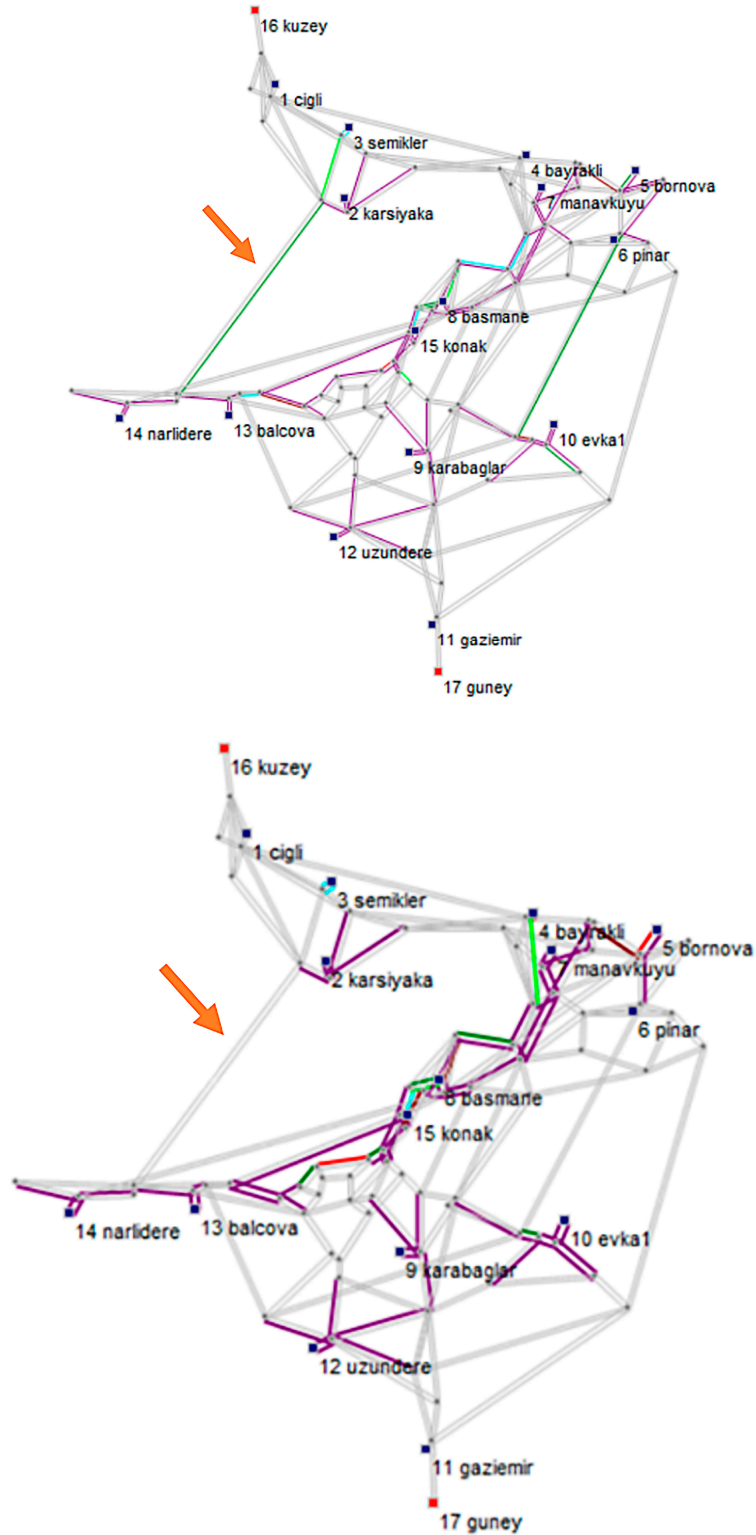 16 kuzey
1 cigli
3 semikler
4 bayrakli
5 bornova
2 karsiyaka
7 manavkuyu
6 pinar
8 basmane
15 konak
14 narlidere
13 balcova
10 evka1
9 karabaglar
12 uzundere
11 gaziemir
17 guney
16 kuzey
1 cigli
3 semikler
4 bayrakli
5 bornova
2 karsiyaka
7 manavkuyu
6 pinar
8 basmane
15 konak
14 narlidere
13 balcova
10 evka1
9 karabaglar
12 uzundere
11 gaziemir
17 guney